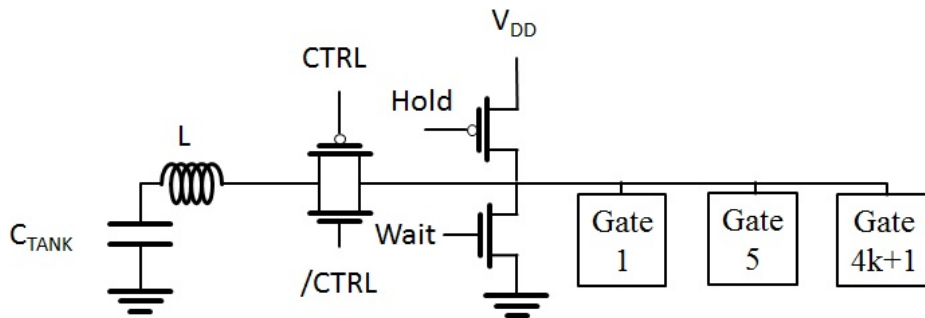 V_DD
CTRL
Hold
L
C_TANK
Wait
/CTRL
Gate
1
Gate
5
Gate
4k+1